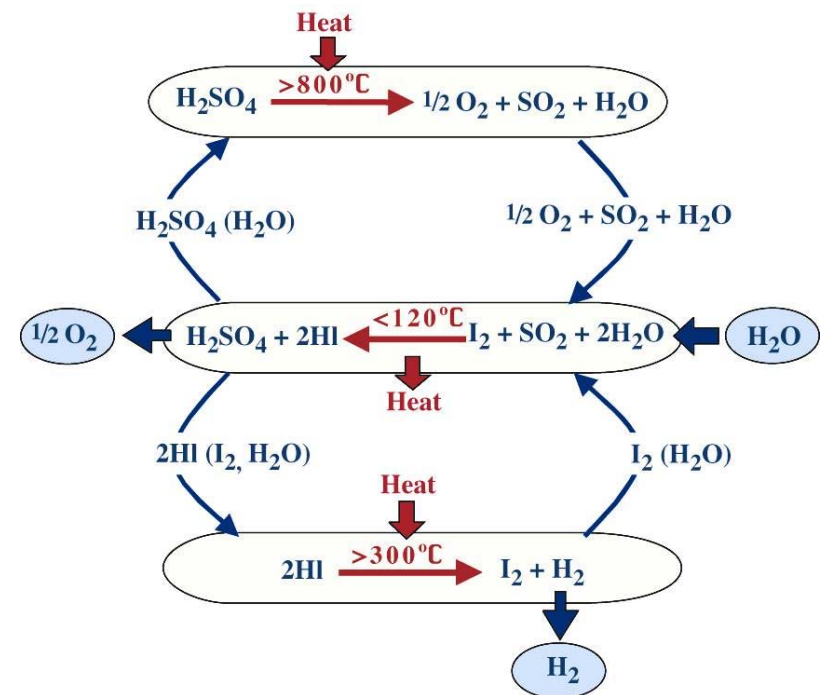 Heat
>800°C
H₂SO₄ ½ O₂ + SO₂ + H₂O
H₂SO₄ (H₂O)
½ O₂ + SO₂ + H₂O
<120°C
½ O₂ H₂SO₄ + 2HI I₂ + SO₂ + 2H₂O H₂O
Heat
2HI (I₂, H₂O)
I₂ (H₂O)
Heat
>300°C
2HI I₂ + H₂
H₂